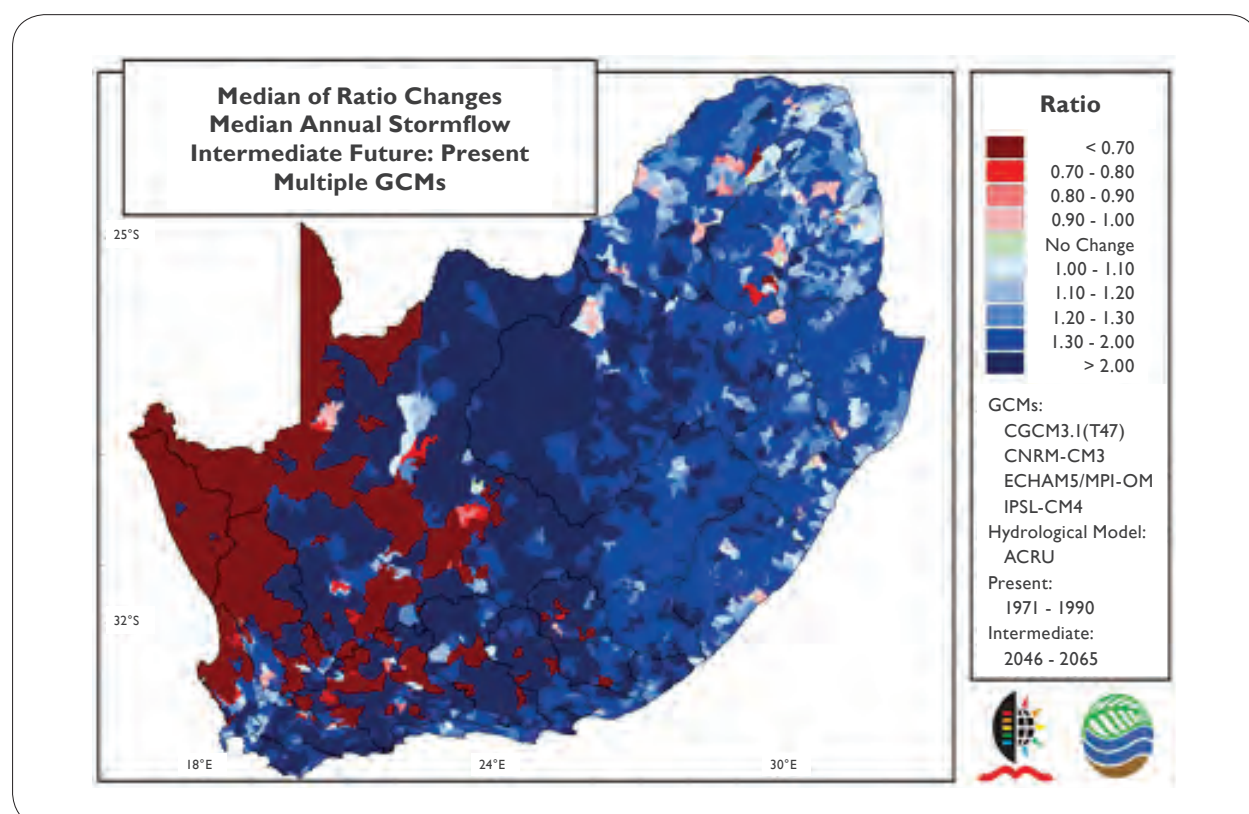 Median of Ratio Changes
Median Annual Stormflow
Intermediate Future: Present
Multiple GCMs
25°S
32°S
18°E
24°E
30°E
Ratio
< 0.70
0.70 - 0.80
0.80 - 0.90
0.90 - 1.00
No Change
1.00 - 1.10
1.10 - 1.20
1.20 - 1.30
1.30 - 2.00
> 2.00
GCMs:
CGCM3.1(T47)
CNRM-CM3
ECHAM5/MPI-OM
IPSL-CM4
Hydrological Model:
ACRU
Present:
1971 - 1990
Intermediate:
2046 - 2065